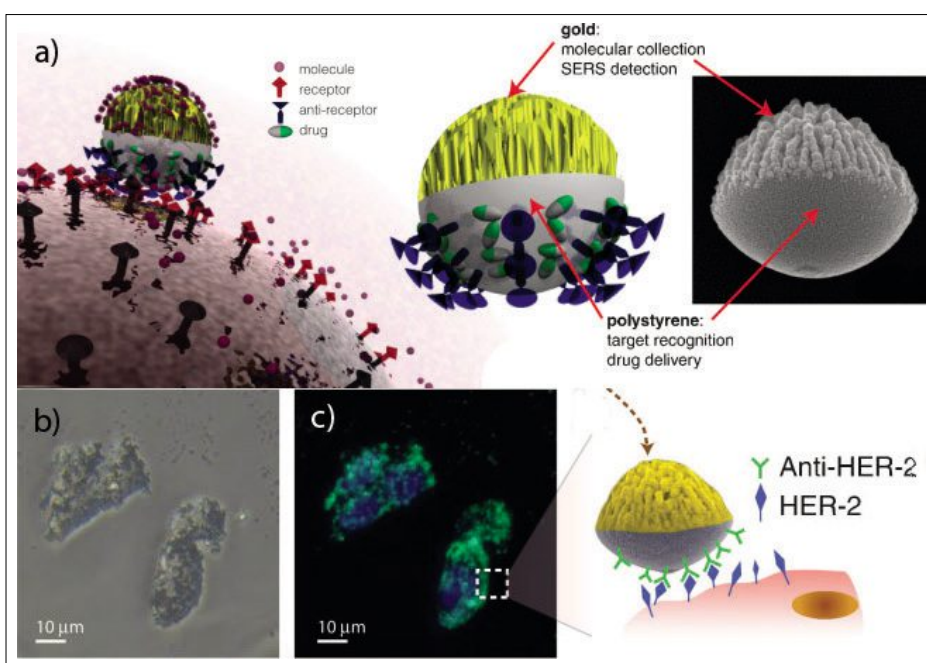 a)
molecule
receptor
anti-receptor
drug
gold:
molecular collection
SERS detection
polystyrene:
target recognition
drug delivery
b)
10 μm
c)
10 μm
Anti-HER-2
HER-2